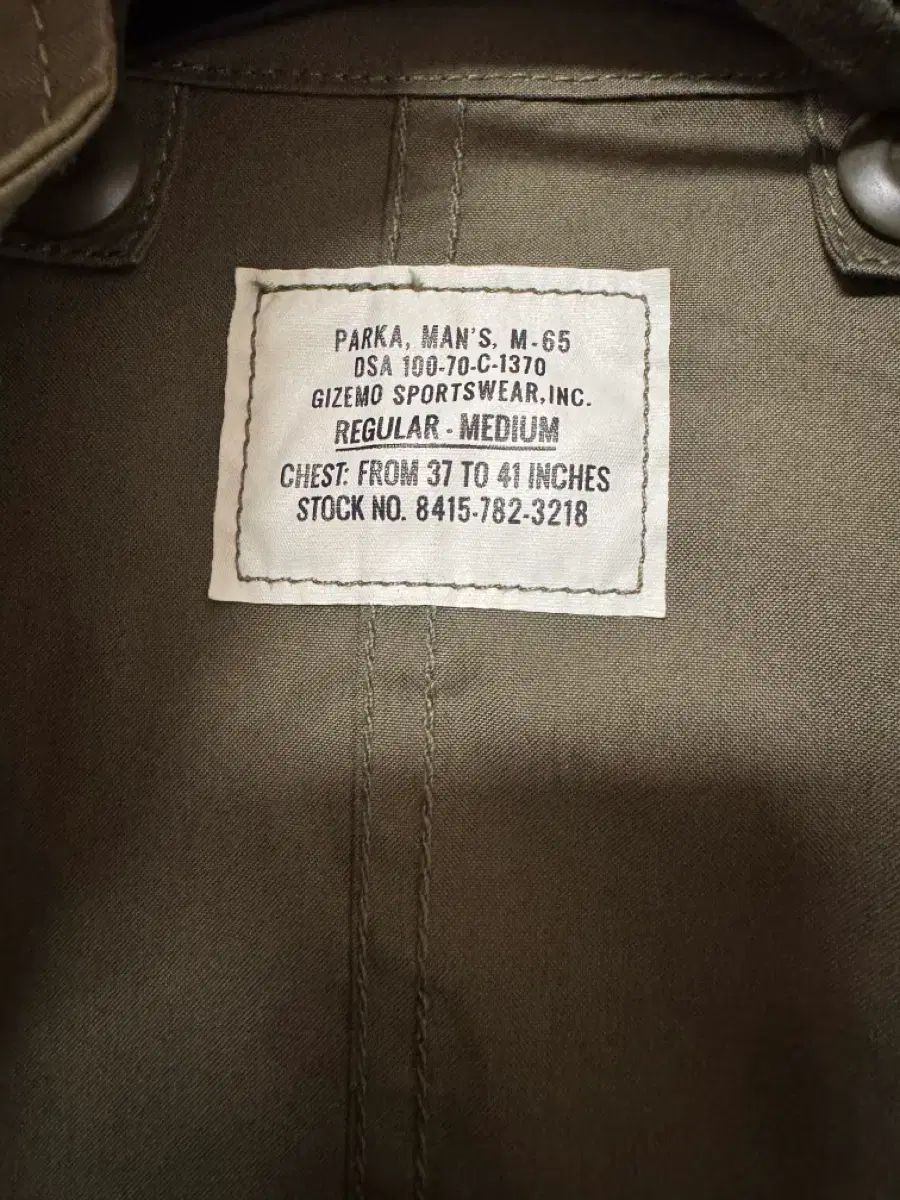 PARKA, MAN'S, M-65
DSA 100-70-C-1370
GIZEMO SPORTSWEAR,INC.
REGULAR - MEDIUM
CHEST: FROM 37 TO 41 INCHES
STOCK NO. 8415-782-3218